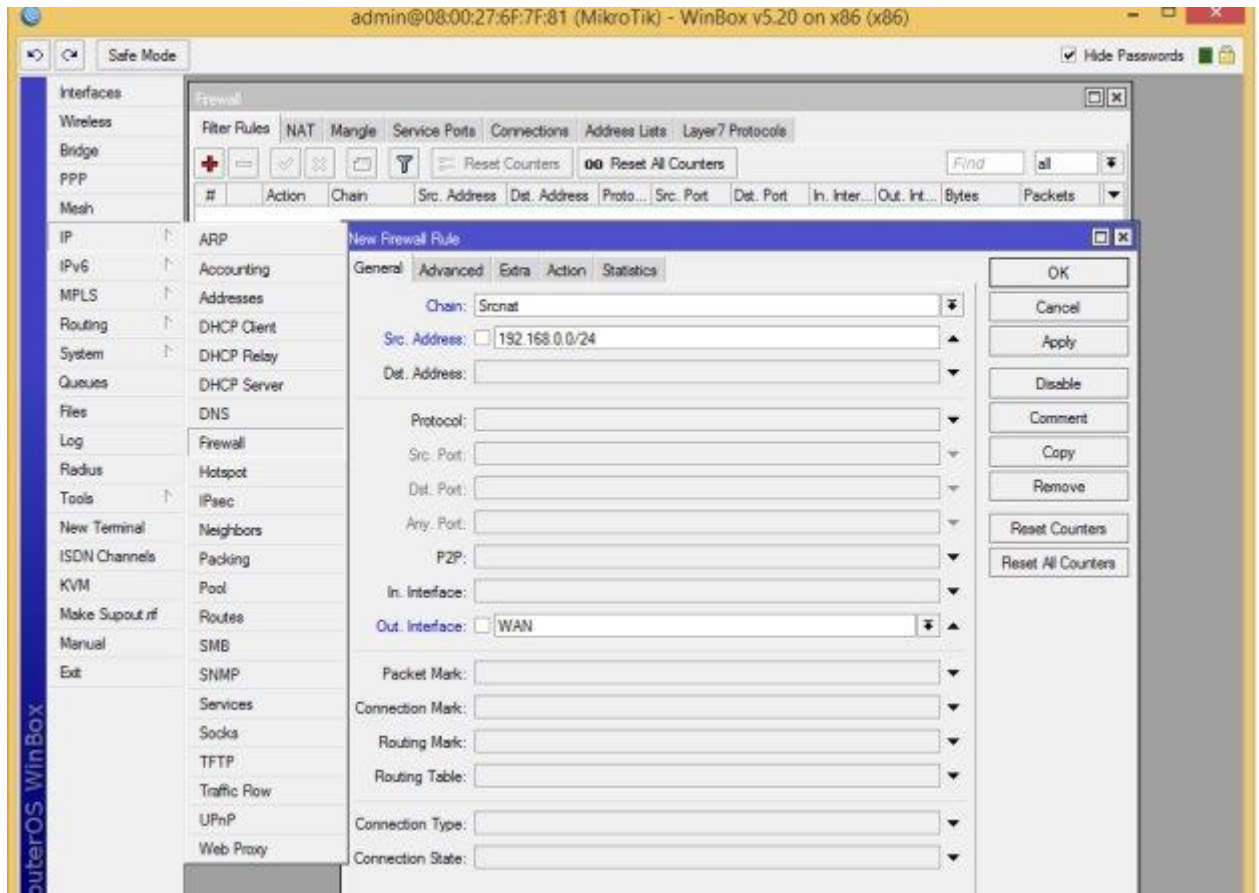 admin@08:00:27:6F:7F:81 (MikroTik) - WinBox v5.20 on x86 (x86)
Safe Mode
Hide Passwords
Interfaces
Wireless
Bridge
PPP
Mesh
IP
IPv6
MPLS
Routing
System
Queues
Files
Log
Radius
Tools
New Terminal
ISDN Channels
KVM
Make Supout.rif
Manual
Exit
RouterOS WinBox
ARP
Accounting
Addresses
DHCP Client
DHCP Relay
DHCP Server
DNS
Firewall
Hotspot
IPsec
Neighbors
Packing
Pool
Routes
SMB
SNMP
Services
Socks
TFTP
Traffic Flow
UPnP
Web Proxy
Firewall
Filter Rules NAT Mangle Service Ports Connections Address Lists Layer7 Protocols
Reset Counters 00 Reset All Counters Find all
# Action Chain Src. Address Dst. Address Proto... Src. Port Dst. Port In. Inter... Out. Int... Bytes Packets
New Firewall Rule
General Advanced Extra Action Statistics
Chain: Srcnat
Src. Address: 192.168.0.0/24
Dst. Address:
Protocol:
Src. Port:
Dst. Port:
Any. Port:
P2P:
In. Interface:
Out. Interface: WAN
Packet Mark:
Connection Mark:
Routing Mark:
Routing Table:
Connection Type:
Connection State:
OK
Cancel
Apply
Disable
Comment
Copy
Remove
Reset Counters
Reset All Counters